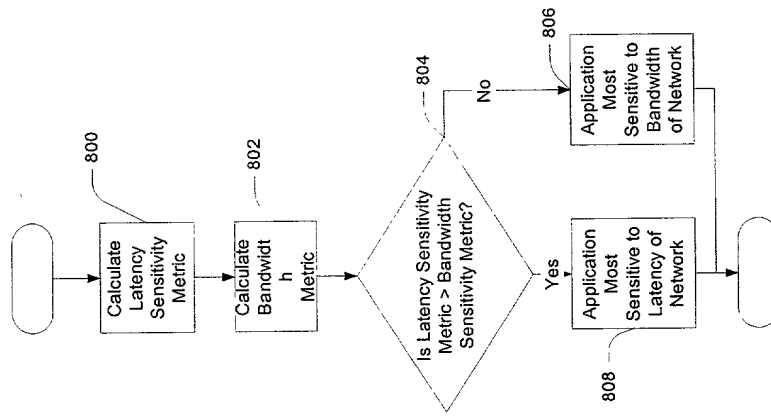 800
Calculate
Latency
Sensitivity
Metric
802
Calculate
Bandwidt
h
Metric
804
Is Latency Sensitivity
Metric > Bandwidth
Sensitivity Metric?
No
Yes
806
Application
Most
Sensitive to
Bandwidth
of Network
808
Application
Most
Sensitive to
Latency of
Network